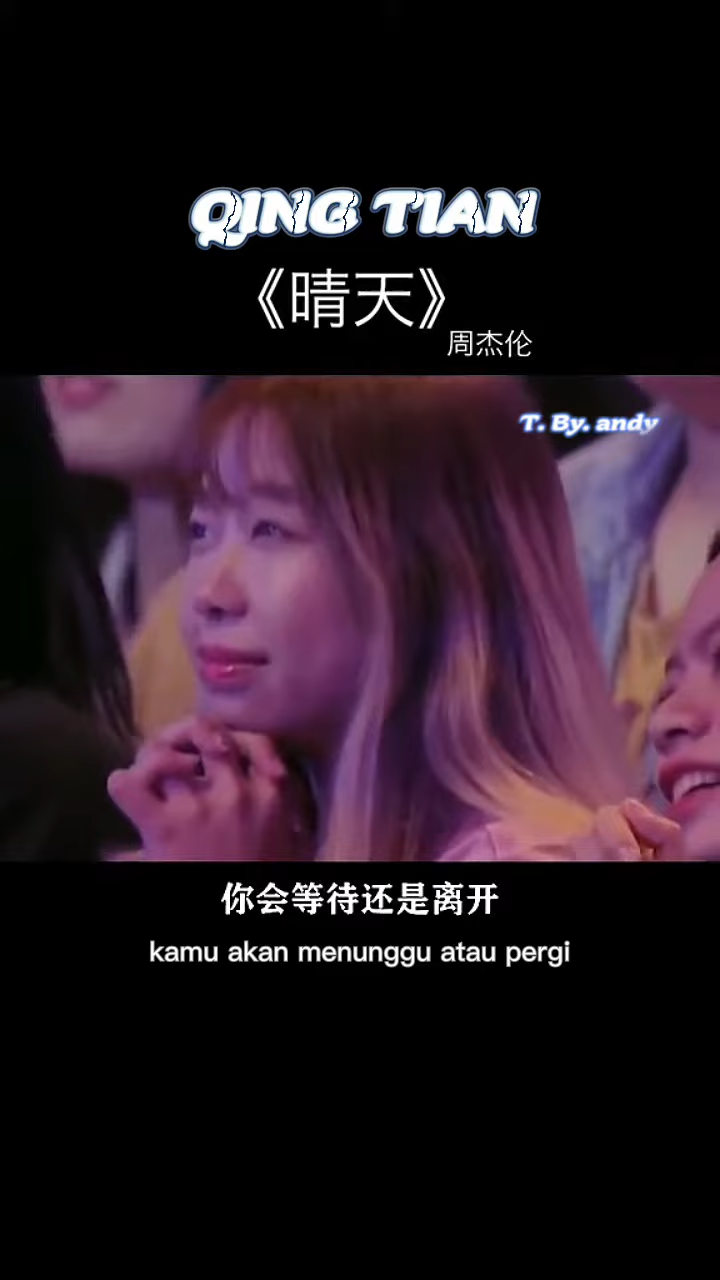 QING TIAN
《晴天》
周杰伦
T. By. andy
你会等待还是离开
kamu akan menunggu atau pergi